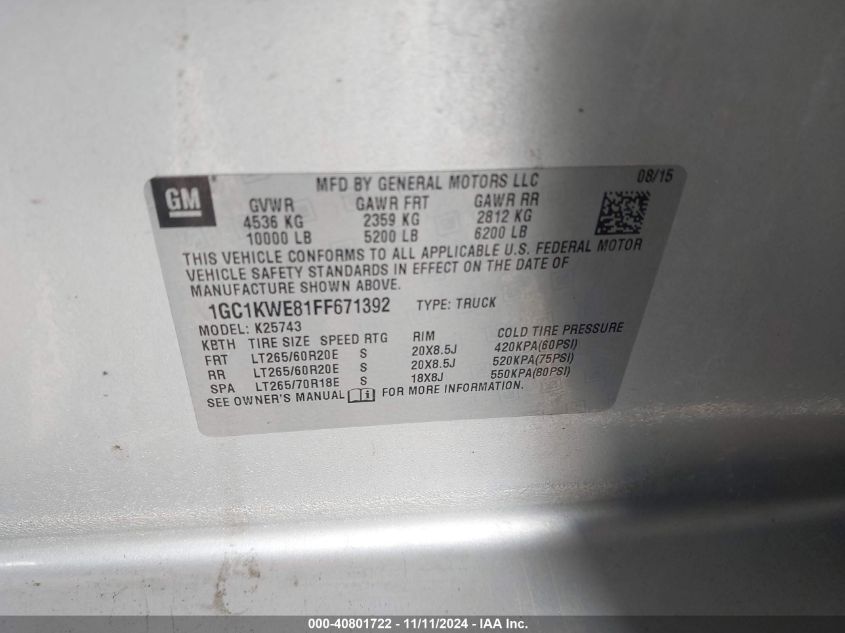 GM
MFD BY GENERAL MOTORS LLC 08/15
GVWR GAWR FRT GAWR RR
4536 KG 2359 KG 2812 KG
10000 LB 5200 LB 6200 LB
THIS VEHICLE CONFORMS TO ALL APPLICABLE U.S. FEDERAL MOTOR
VEHICLE SAFETY STANDARDS IN EFFECT ON THE DATE OF
MANUFACTURE SHOWN ABOVE.
1GC1KWE81FF671392 TYPE: TRUCK
MODEL: K25743
KBTH TIRE SIZE SPEED RTG RIM COLD TIRE PRESSURE
FRT LT265/60R20E S 20X8.5J 420KPA(60PSI)
RR LT265/60R20E S 20X8.5J 520KPA(75PSI)
SPA LT265/70R18E S 18X8J 550KPA(80PSI)
SEE OWNER'S MANUAL i FOR MORE INFORMATION.
000-40801722 - 11/11/2024 - IAA Inc.